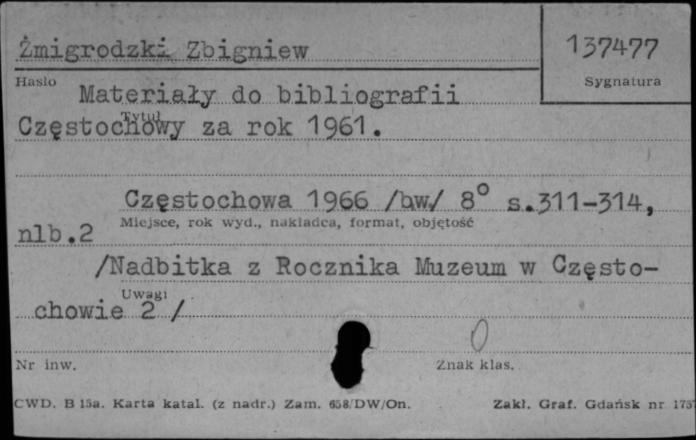 Żmigrodzki Zbigniew
137477
Hasło
Sygnatura
Materiały do bibliografii
Tytuł
Częstochowy za rok 1961.
Częstochowa 1966 /bw/ 8° s.311-314,
Miejsce, rok wyd., nakładca, format, objętość
nlb.2
/Nadbitka z Rocznika Muzeum w Często-
Uwagi
chowie 2 /
0
Nr inw.
Znak klas.
CWD. B 15a. Karta katal. (z nadr.) Zam. 658/DW/On.
Zakł. Graf. Gdańsk nr 1757